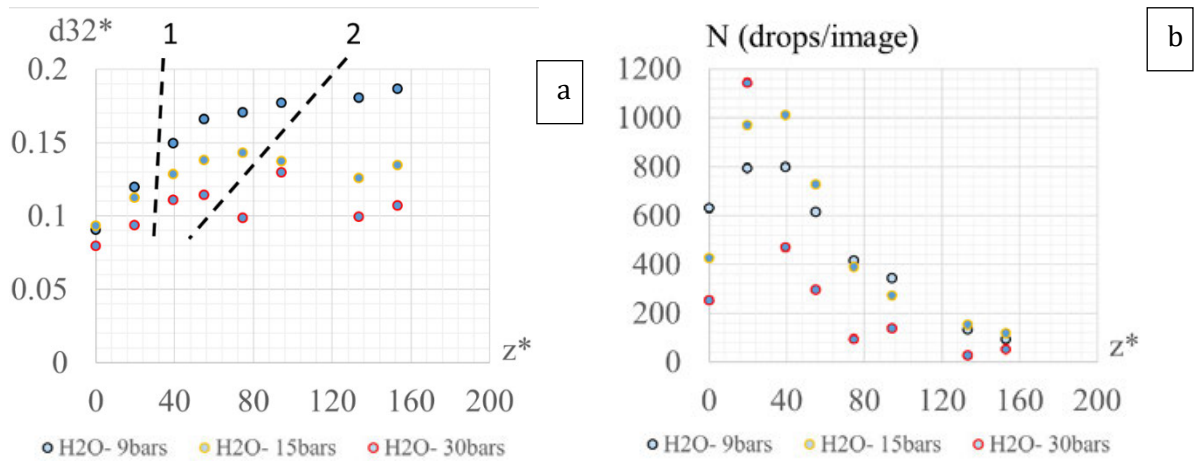 d32* 1 2
0.2
0.15
0.1
0.05
0
0 40 80 120 160 200
z*
a
H2O- 9bars H2O- 15bars H2O- 30bars
N (drops/image)
b
1200
1000
800
600
400
200
0
0 40 80 120 160 200
z*
H2O- 9bars H2O- 15bars H2O- 30bars